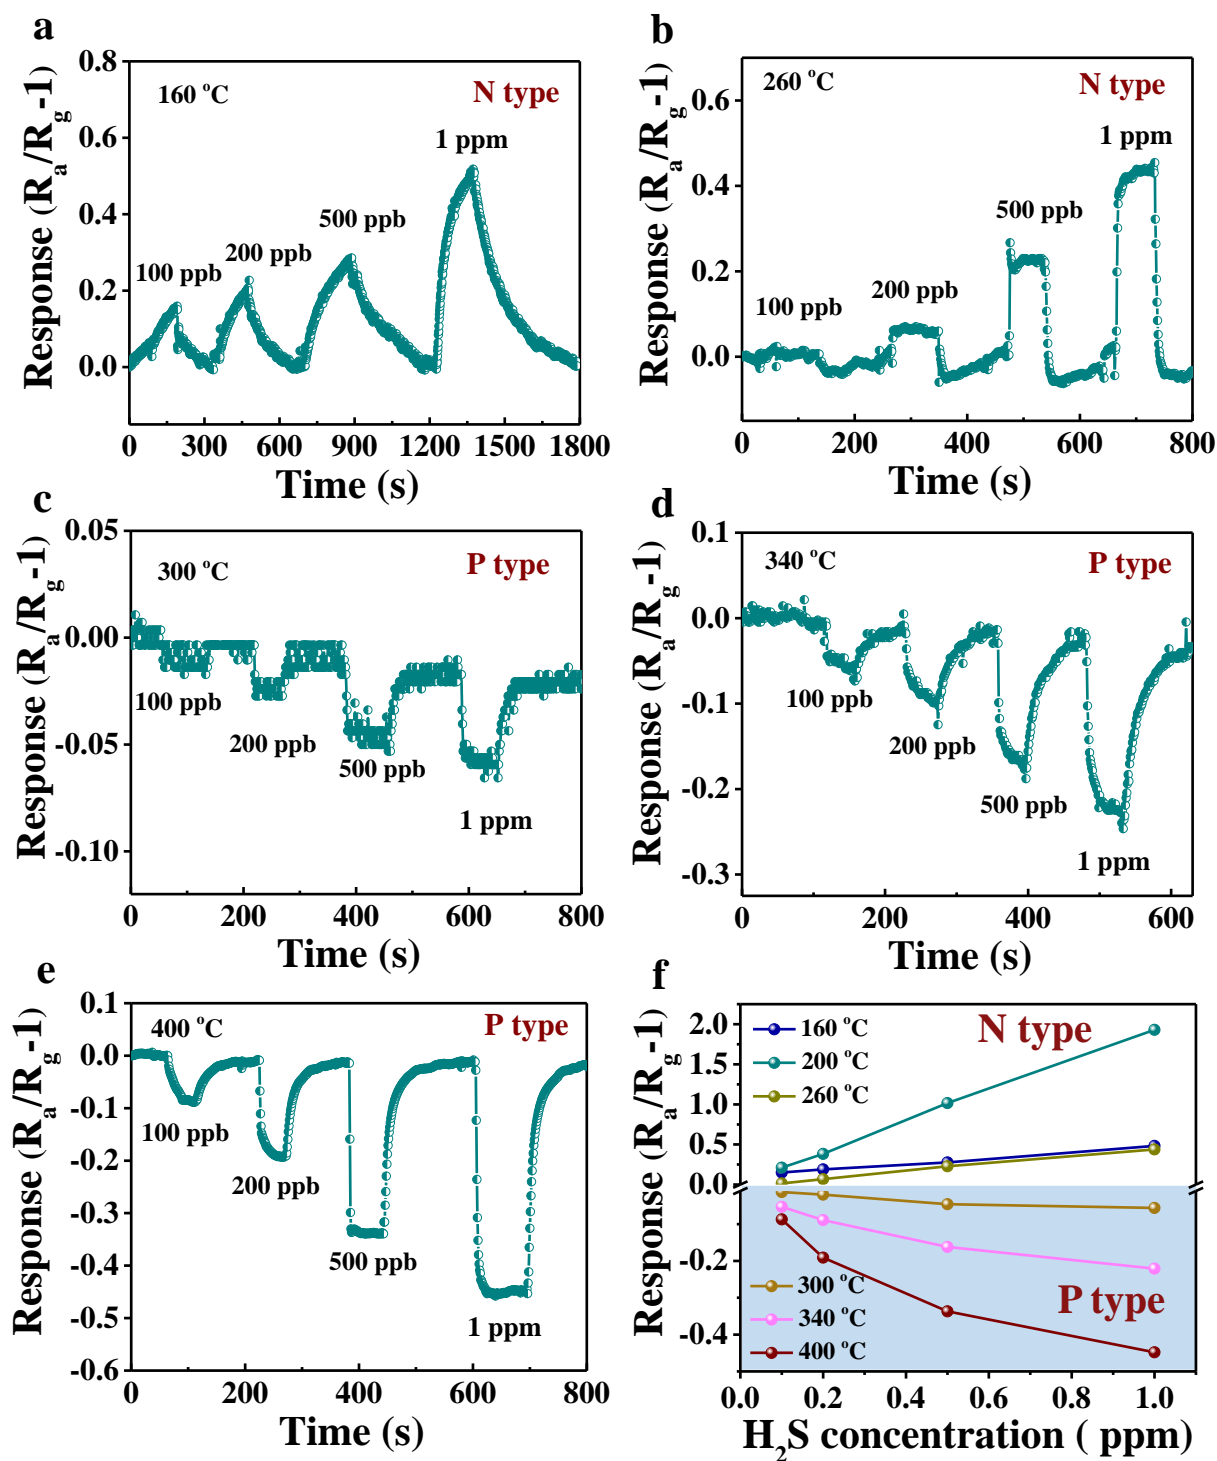 a
160 °C
N type
100 ppb
200 ppb
500 ppb
1 ppm
0.8
0.6
0.4
0.2
0.0
0 300 600 900 1200 1500 1800
Response (Ra/Rg-1)
Time (s)
b
260 °C
N type
100 ppb
200 ppb
500 ppb
1 ppm
0.6
0.4
0.2
0.0
0 200 400 600 800
Response (Ra/Rg-1)
Time (s)
c
300 °C
P type
100 ppb
200 ppb
500 ppb
1 ppm
0.05
0.00
-0.05
-0.10
0 200 400 600 800
Response (Ra/Rg-1)
Time (s)
d
340 °C
P type
100 ppb
200 ppb
500 ppb
1 ppm
0.1
0.0
-0.1
-0.2
-0.3
0 200 400 600
Response (Ra/Rg-1)
Time (s)
e
400 °C
P type
100 ppb
200 ppb
500 ppb
1 ppm
0.1
0.0
-0.1
-0.2
-0.3
-0.4
-0.5
-0.6
0 200 400 600 800
Response (Ra/Rg-1)
Time (s)
f
160 °C
200 °C
260 °C
N type
300 °C
340 °C
400 °C
P type
2.0
1.5
1.0
0.5
0.0
0.0
-0.2
-0.4
0.0 0.2 0.4 0.6 0.8 1.0
Response (Ra/Rg-1)
H₂S concentration ( ppm)